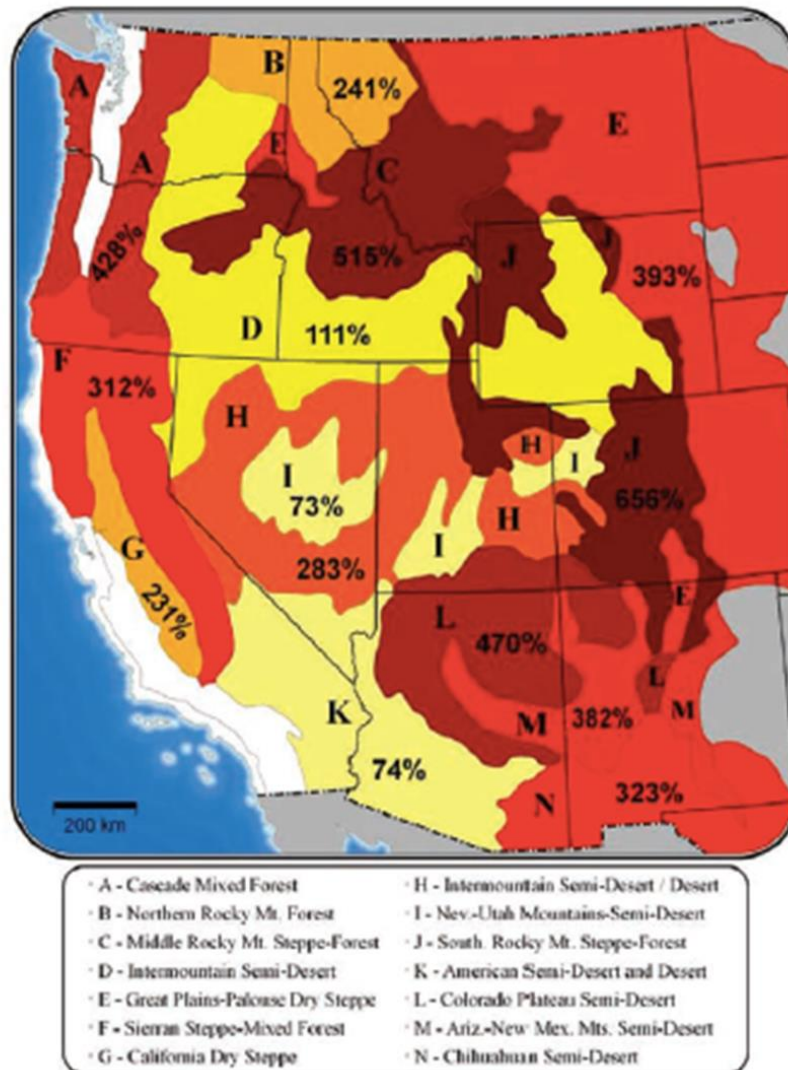 B
241%
A
E
E
A
C
428%
515%
J
J
393%
D
111%
F
312%
H
H
I
J
I
73%
656%
I
H
G
283%
231%
E
L
470%
L
K
M
382%
M
74%
N
323%
200 km
· A - Cascade Mixed Forest
· B - Northern Rocky Mt. Forest
· C - Middle Rocky Mt. Steppe-Forest
· D - Intermountain Semi-Desert
· E - Great Plains-Palouse Dry Steppe
· F - Sierran Steppe-Mixed Forest
· G - California Dry Steppe
· H - Intermountain Semi-Desert / Desert
· I - Nev.-Utah Mountains-Semi-Desert
· J - South. Rocky Mt. Steppe-Forest
· K - American Semi-Desert and Desert
· L - Colorado Plateau Semi-Desert
· M - Ariz.-New Mex. Mts. Semi-Desert
· N - Chihuahuan Semi-Desert